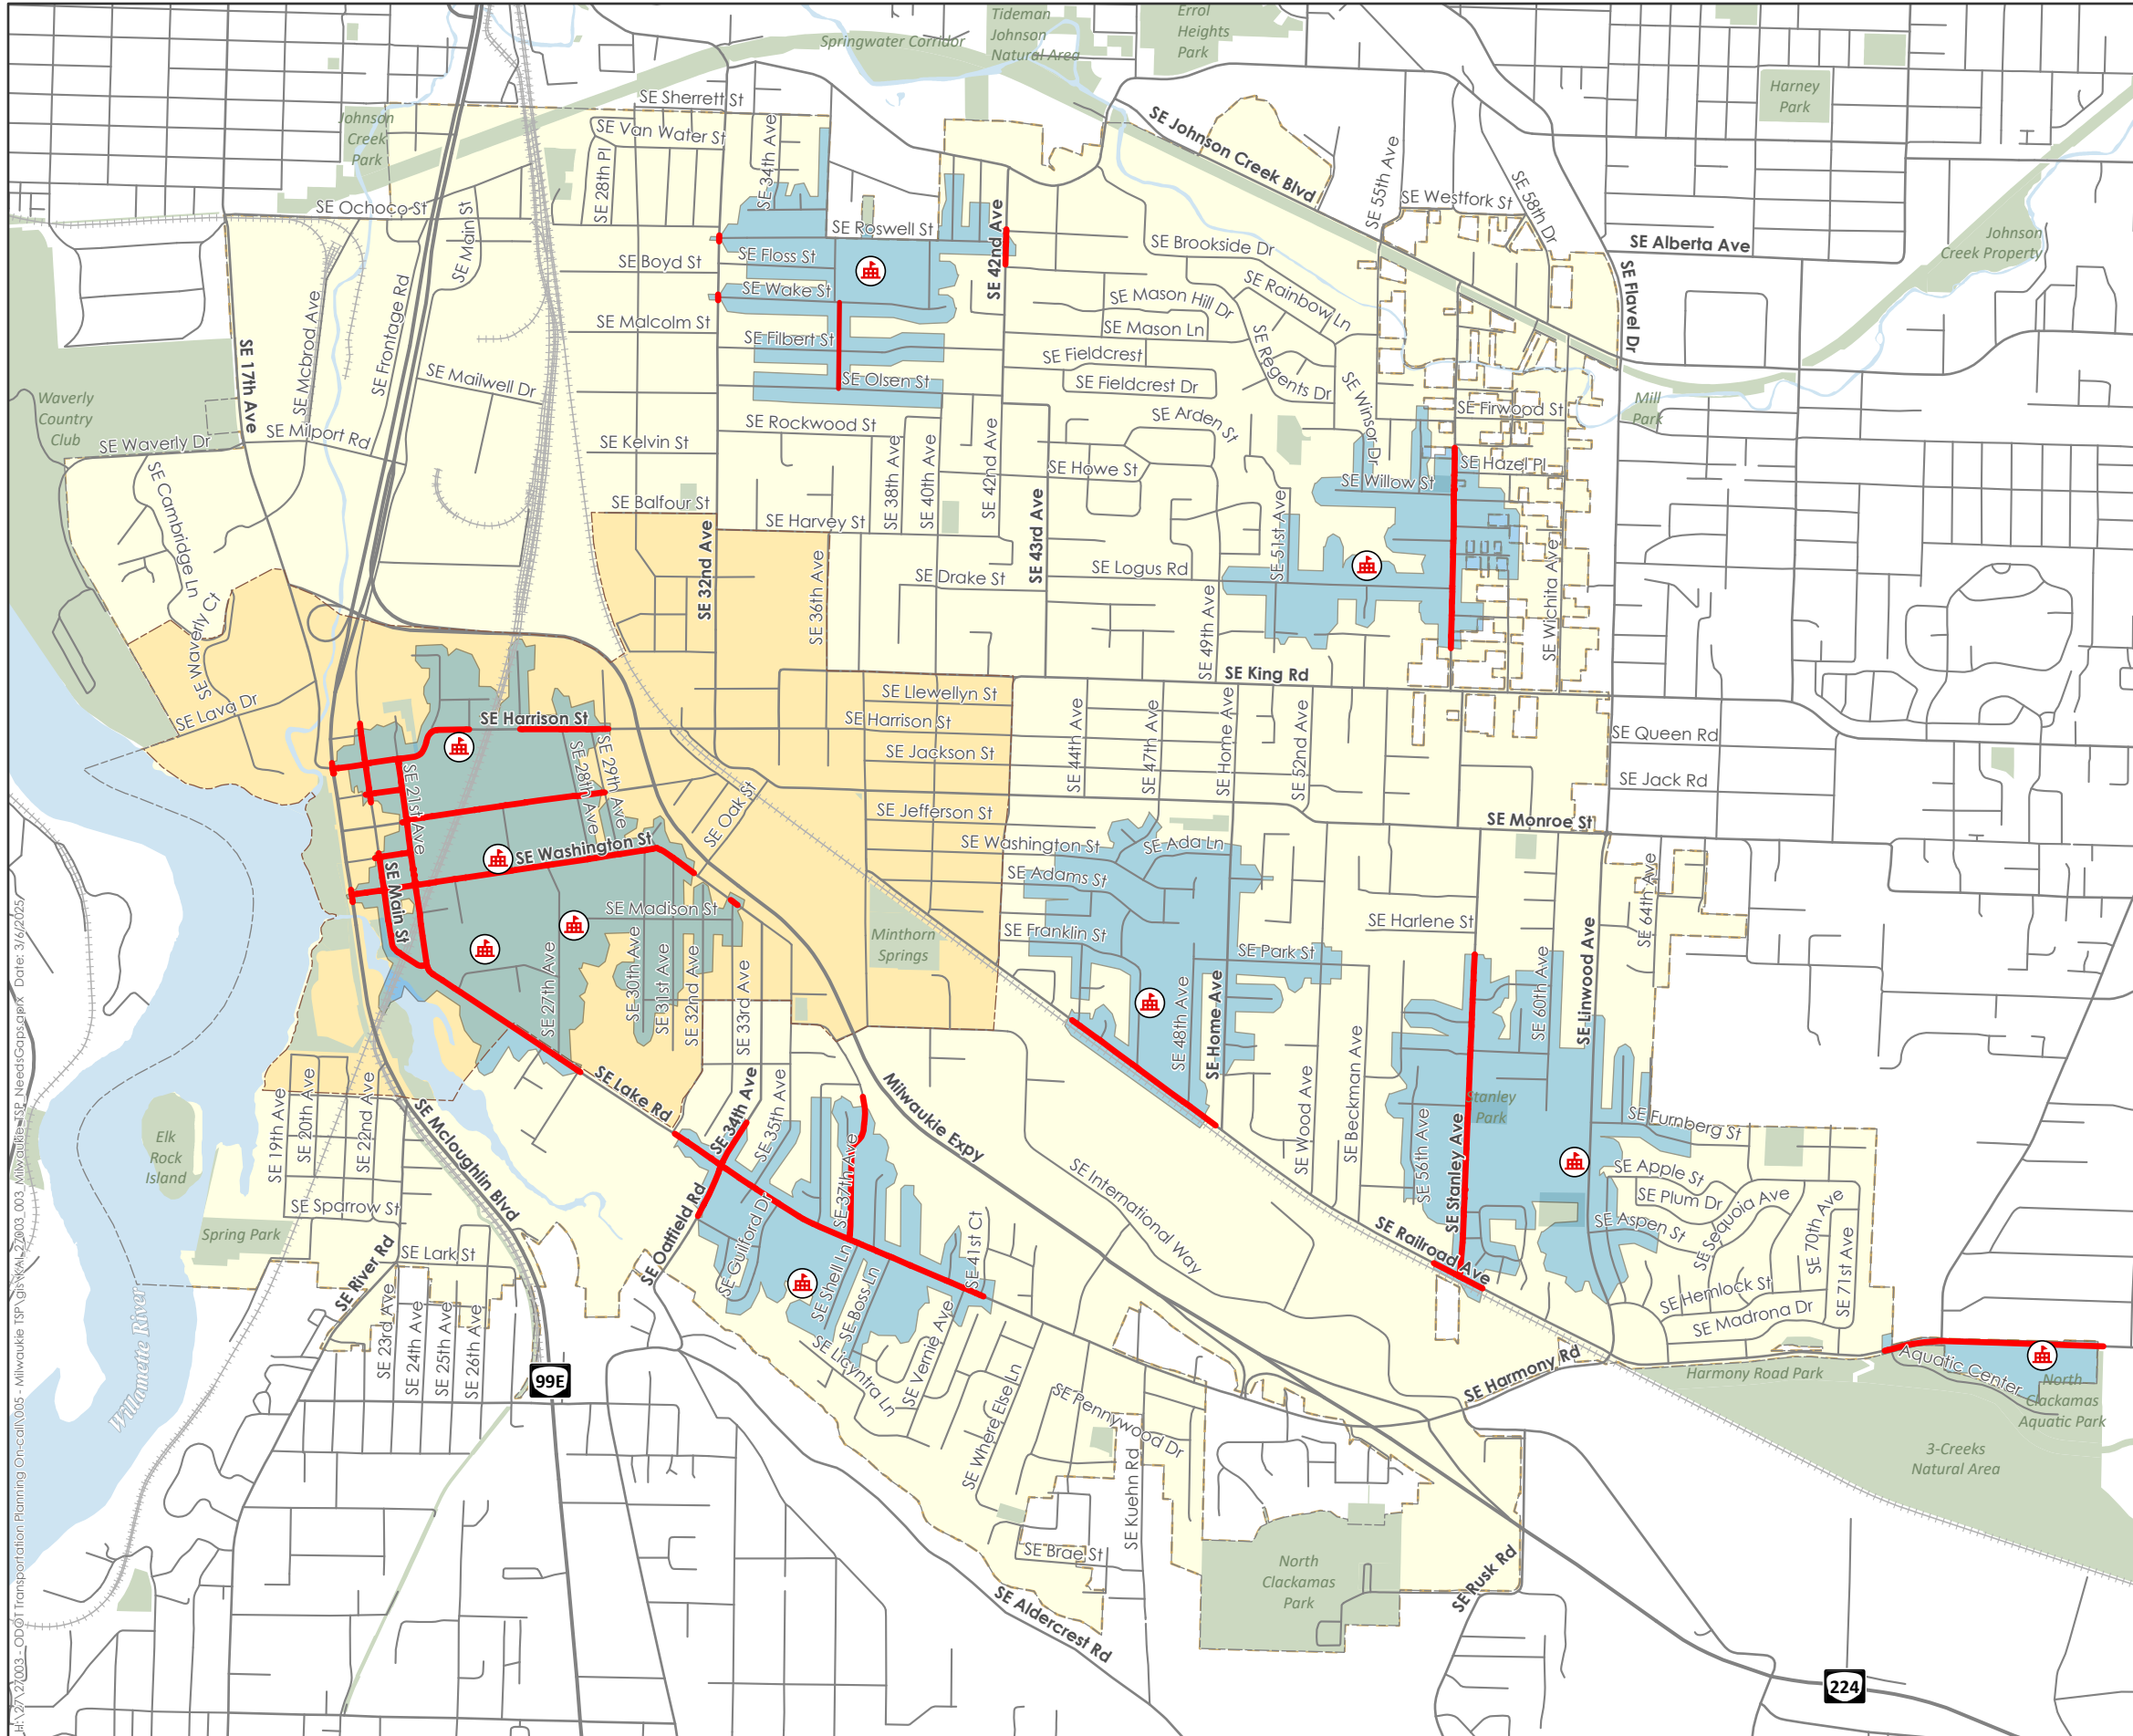 Tideman
Johnson
Natural Area
Errol
Heights
Park
Springwater Corridor
Harney
Park
Johnson
Creek
Park
SE Sherrett St
SE Van Water St
SE 34th Ave
SE 28th Pl
SE Johnson Creek Blvd
SE 55th Ave
SE Westfork St
SE 58th Dr
SE Ochoco St
SE Main St
SE Roswell St
SE 42nd Ave
SE Brookside Dr
SE Alberta Ave
Johnson
Creek Property
SE Floss St
SE Boyd St
SE Wake St
SE Mcbrod Ave
SE Frontage Rd
SE Mason Hill Dr
SE Rainbow Ln
SE Flavel Dr
SE Malcolm St
SE Filbert St
SE Mason Ln
SE 17th Ave
SE Fieldcrest
SE Regents Dr
SE Mailwell Dr
SE Olsen St
SE Fieldcrest Dr
SE Winsor Dr
Waverly
Country
Club
SE Waverly Dr
SE Milport Rd
SE Kelvin St
SE Rockwood St
SE Arden St
SE Firwood St
Mill
Park
SE Cambridge Ln
SE 38th Ave
SE 40th Ave
SE 42nd Ave
SE Howe St
SE Hazel Pl
SE Willow St
SE Balfour St
SE Harvey St
SE 43rd Ave
SE 51st Ave
SE 32nd Ave
SE 36th Ave
SE Drake St
SE Logus Rd
SE 49th Ave
SE Wichita Ave
SE Waverly Ct
SE Lava Dr
SE King Rd
SE Llewellyn St
SE Harrison St
SE Harrison St
SE Jackson St
SE 44th Ave
SE 47th Ave
SE Home Ave
SE 52nd Ave
SE Queen Rd
SE Jack Rd
SE 21st Ave
SE 28th Ave
SE 29th Ave
SE Oak St
SE Jefferson St
SE Monroe St
SE Washington St
SE Washington St
SE Ada Ln
SE Adams St
SE 64th Ave
SE Main St
SE Madison St
SE Franklin St
SE Harlene St
SE Park St
Minthorn
Springs
SE 27th Ave
SE 30th Ave
SE 31st Ave
SE 32nd Ave
SE 33rd Ave
SE 48th Ave
SE Home Ave
SE 60th Ave
SE Linwood Ave
SE Lake Rd
SE 34th Ave
SE 35th Ave
Milwaukie Expy
SE Wood Ave
SE Beckman Ave
Stanley
Park
SE Furnberg St
SE 19th Ave
SE 20th Ave
SE 22nd Ave
SE Mcloughlin Blvd
Elk
Rock
Island
SE 37th Ave
SE International Way
SE 56th Ave
SE Stanley Ave
SE Apple St
SE Plum Dr
SE Sequoia Ave
SE 70th Ave
SE Aspen St
SE Sparrow St
Spring Park
SE Oatfield Rd
SE Guilford Dr
SE 41st Ct
SE Railroad Ave
SE 71st Ave
SE River Rd
SE Lark St
SE Shell Ln
SE Boss Ln
SE Hemlock St
SE Madrona Dr
SE 23rd Ave
SE 24th Ave
SE 25th Ave
SE 26th Ave
SE Licyntra Ln
SE Vernie Ave
SE Where Else Ln
SE Harmony Rd
Harmony Road Park
Aquatic Center
North
Clackamas
Aquatic Park
99E
Willamette River
SE Pennywood Dr
SE Kuehn Rd
3-Creeks
Natural Area
SE Brae St
North
Clackamas
Park
SE Rusk Rd
SE Aldercrest Rd
224
H:\27\27003 - ODOT Transportation Planning On-call\005 - Milwaukie TSP\gis\KAI_27003_003_Milwaukie_TSP_NeedsGaps.aprx Date: 3/6/2025